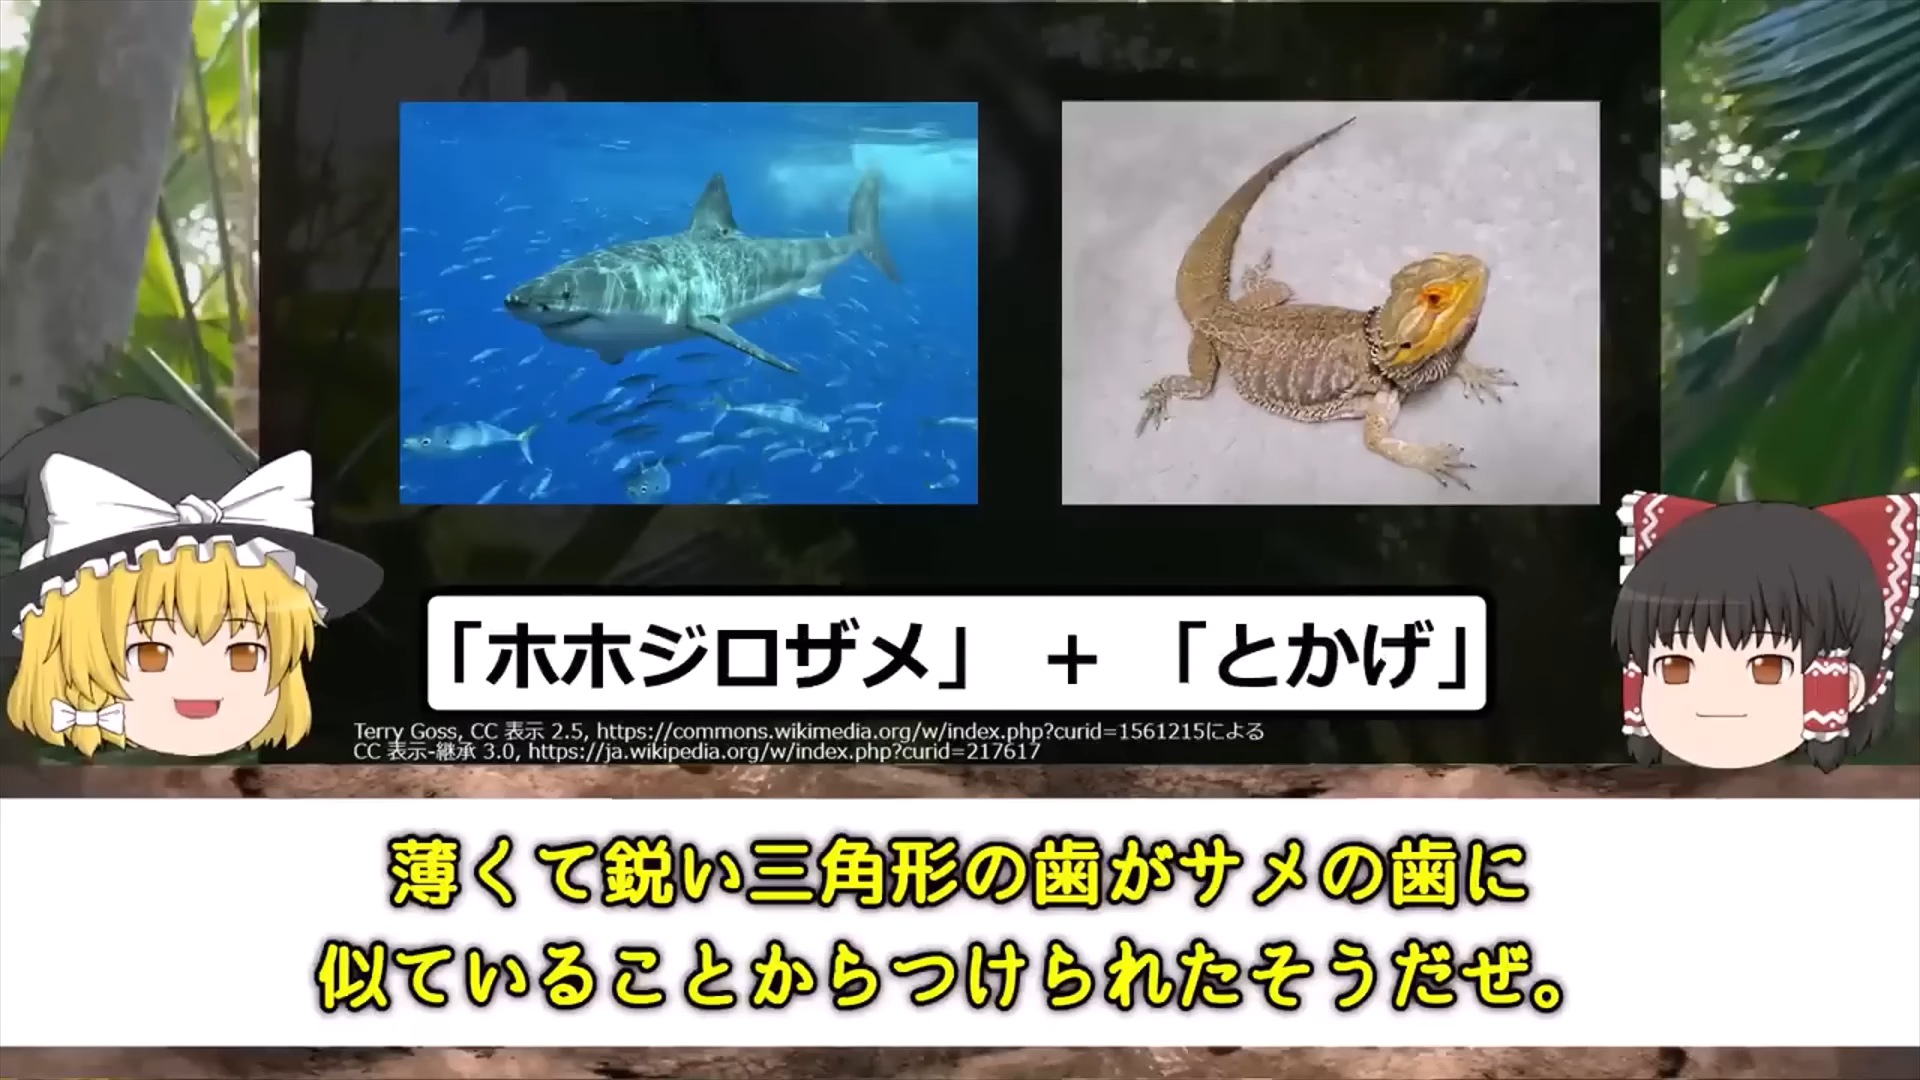 「ホホジロザメ」 + 「とかげ」
Terry Goss, CC 表示 2.5, https://commons.wikimedia.org/w/index.php?curid=1561215による
CC 表示-継承 3.0, https://ja.wikipedia.org/w/index.php?curid=217617
薄くて鋭い三角形の歯がサメの歯に
似ていることからつけられたそうだぜ。